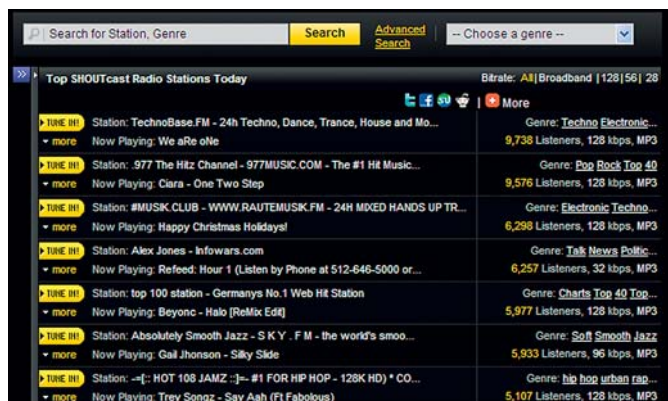 Search for Station, Genre Search Advanced Search -- Choose a genre --
Top SHOUTcast Radio Stations Today Bitrate: All|Broadband |128|56| 28
| More
TUNE IN! Station: TechnoBase.FM - 24h Techno, Dance, Trance, House and Mo... Genre: Techno Electronic...
more Now Playing: We aRe oNe 9,738 Listeners, 128 kbps, MP3
TUNE IN! Station: .977 The Hitz Channel - 977MUSIC.COM - The #1 Hit Music... Genre: Pop Rock Top 40
more Now Playing: Ciara - One Two Step 9,576 Listeners, 128 kbps, MP3
TUNE IN! Station: #MUSIK.CLUB - WWW.RAUTEMUSIK.FM - 24H MIXED HANDS UP TR... Genre: Electronic Techno...
more Now Playing: Happy Christmas Holidays! 6,298 Listeners, 128 kbps, MP3
TUNE IN! Station: Alex Jones - Infowars.com Genre: Talk News Politic...
more Now Playing: Refeed: Hour 1 (Listen by Phone at 512-646-5000 or... 6,257 Listeners, 32 kbps, MP3
TUNE IN! Station: top 100 station - Germanys No.1 Web Hit Station Genre: Charts Top 40 Top...
more Now Playing: Beyonc - Halo [ReMix Edit] 5,977 Listeners, 128 kbps, MP3
TUNE IN! Station: Absolutely Smooth Jazz - S K Y . F M - the world's smoo... Genre: Soft Smooth Jazz
more Now Playing: Gail Jhonson - Silky Slide 5,933 Listeners, 96 kbps, MP3
TUNE IN! Station: -=[:: HOT 108 JAMZ ::]=- #1 FOR HIP HOP - 128K HD) * CO... Genre: hip hop urban rap...
more Now Playing: Trey Songz - Say Aah (Ft Fabolous) 5,107 Listeners, 128 kbps, MP3